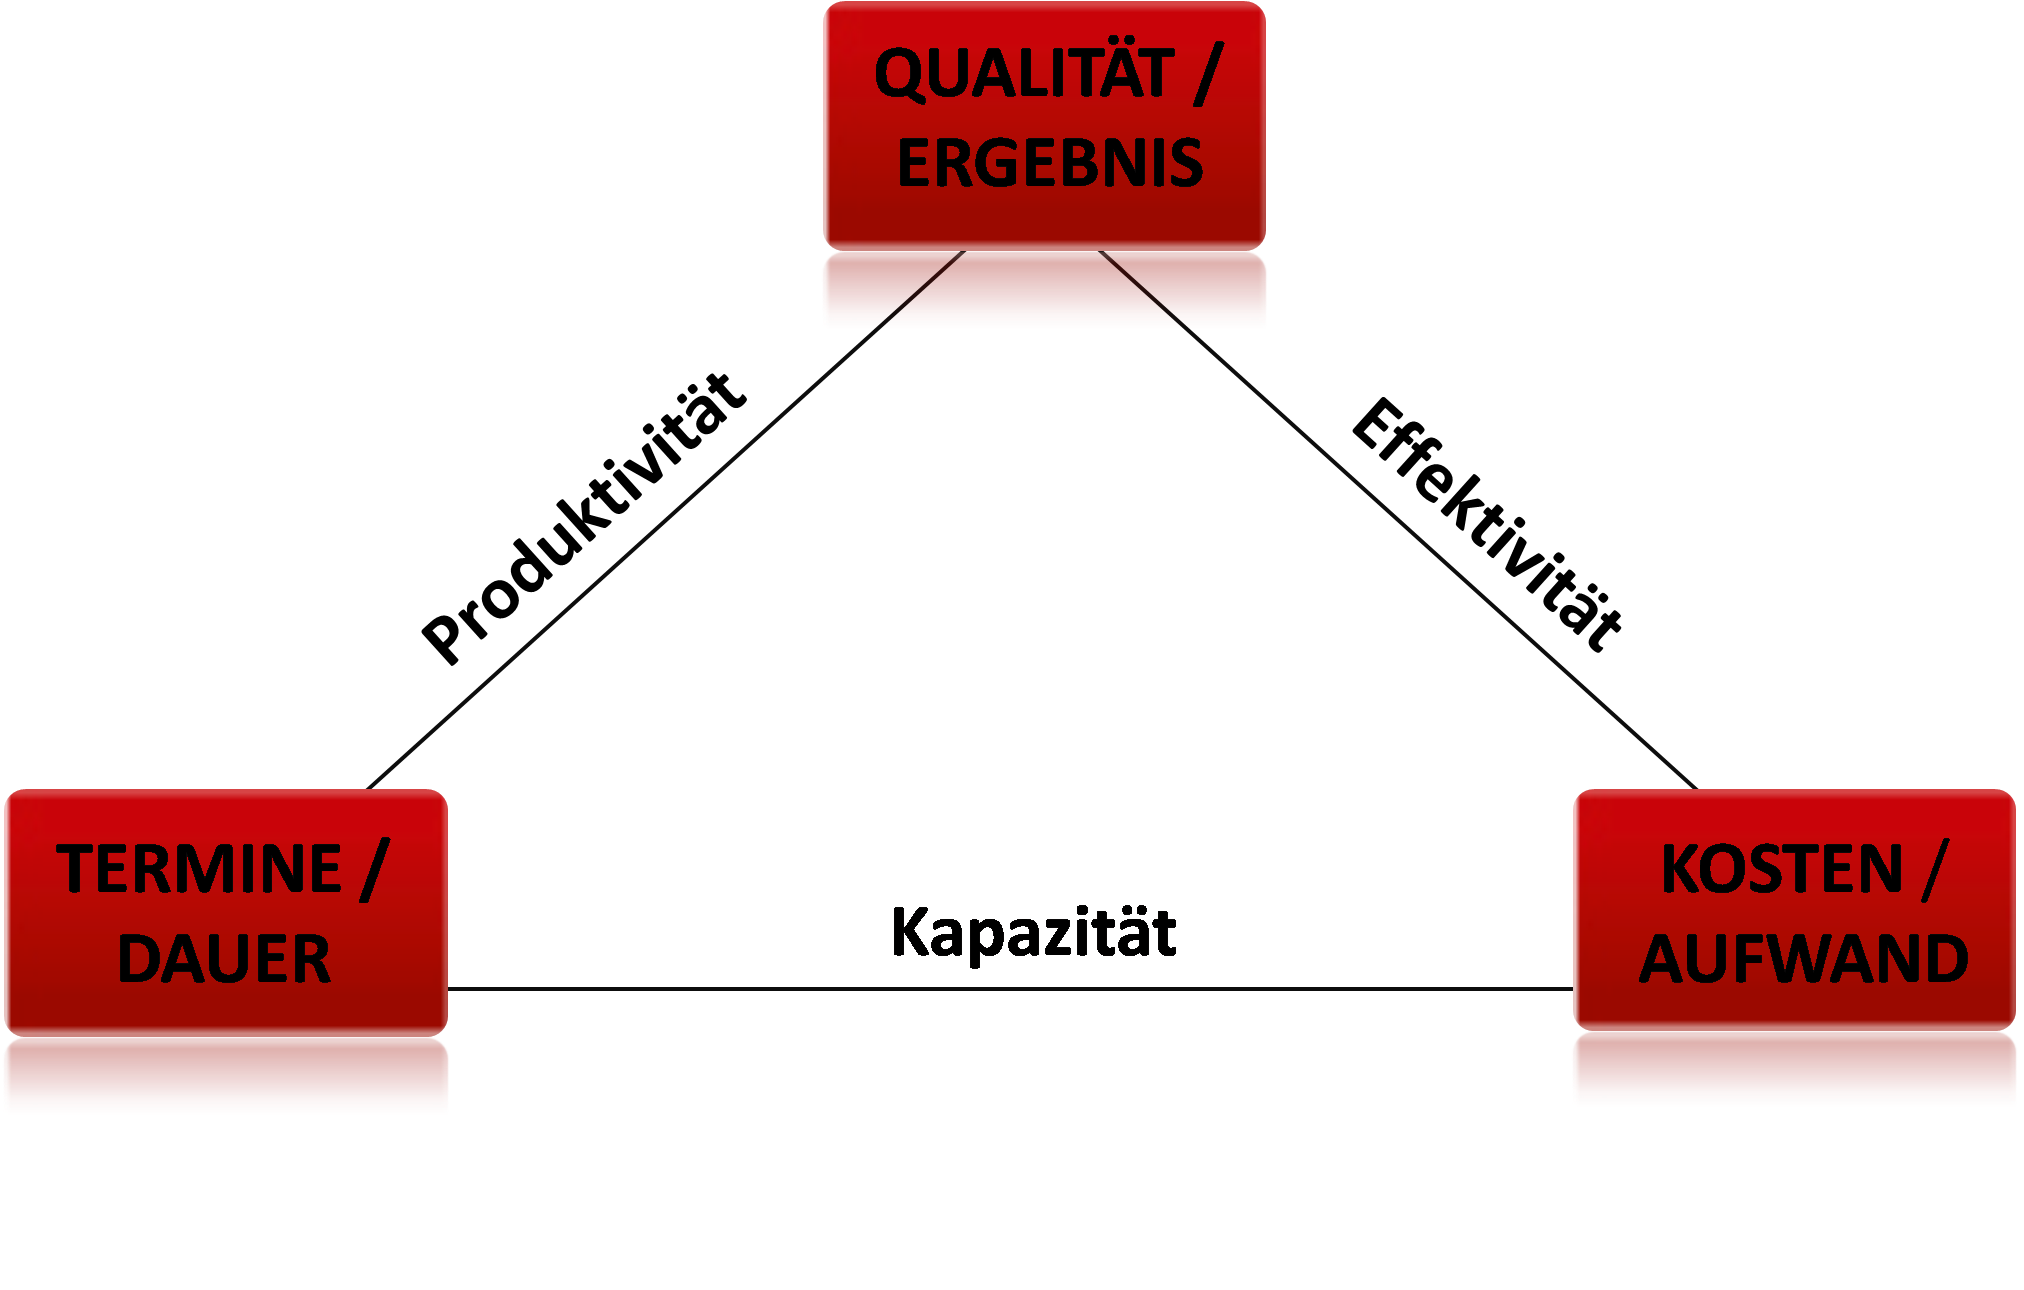 QUALITÄT /
ERGEBNIS
Produktivität
Effektivität
TERMINE /
DAUER
Kapazität
KOSTEN /
AUFWAND